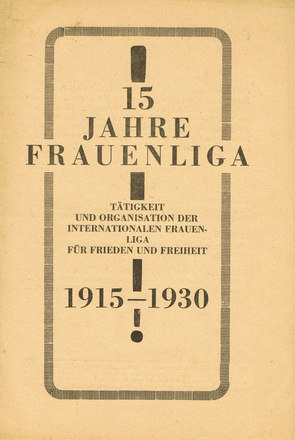 15
JAHRE
FRAUENLIGA
TÄTIGKEIT
UND ORGANISATION DER
INTERNATIONALEN FRAUEN-
LIGA
FÜR FRIEDEN UND FREIHEIT
1915—1930